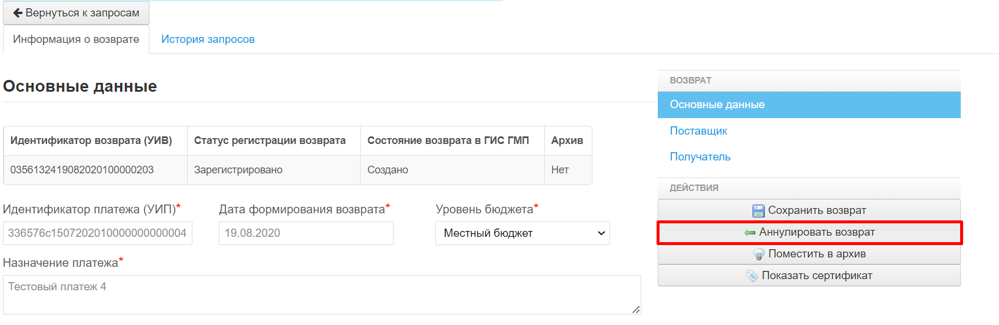 Вернуться к запросам
Информация о возврате История запросов
Основные данные
Идентификатор возврата (УИВ) Статус регистрации возврата Состояние возврата в ГИС ГМП Архив
0356132419082020100000203 Зарегистрировано Создано Нет
Идентификатор платежа (УИП)* Дата формирования возврата* Уровень бюджета*
336576c1507202010000000000004 19.08.2020 Местный бюджет
Назначение платежа*
Тестовый платеж 4
ВОЗВРАТ
Основные данные
Поставщик
Получатель
ДЕЙСТВИЯ
Сохранить возврат
Аннулировать возврат
Поместить в архив
Показать сертификат